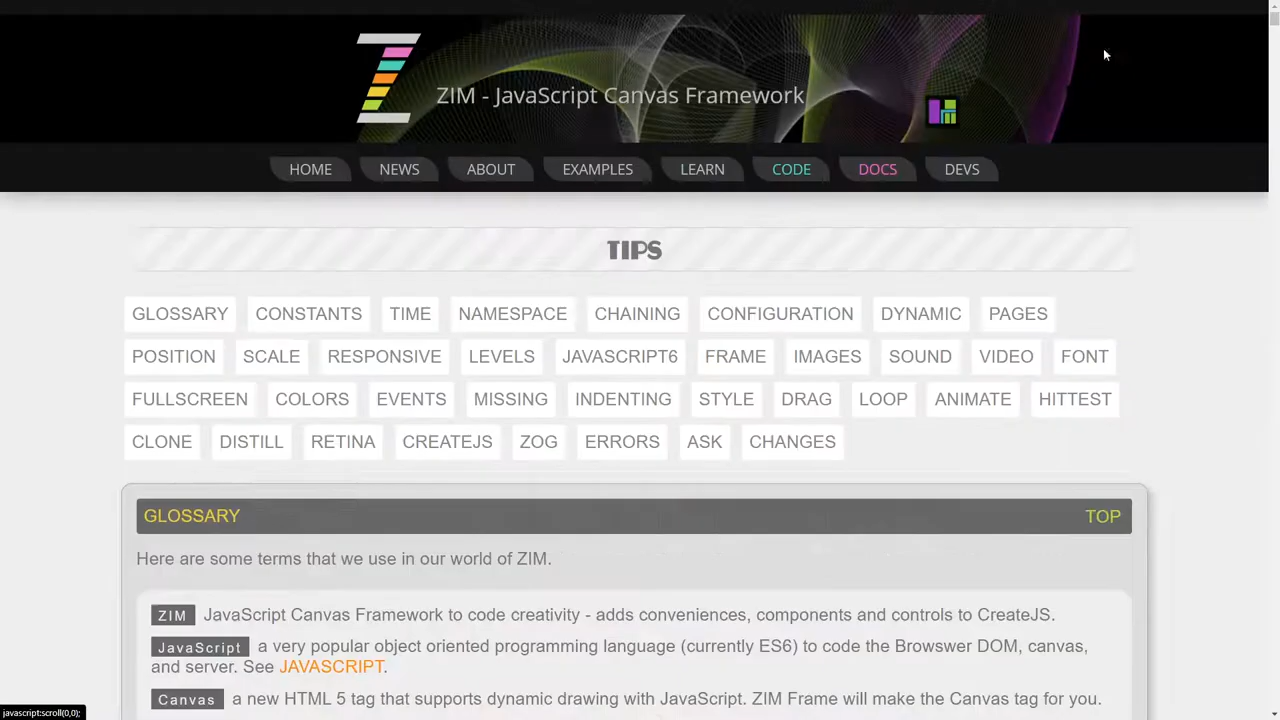 ZIM - JavaScript Canvas Framework
HOME NEWS ABOUT EXAMPLES LEARN CODE DOCS DEVS
TIPS
GLOSSARY CONSTANTS TIME NAMESPACE CHAINING CONFIGURATION DYNAMIC PAGES
POSITION SCALE RESPONSIVE LEVELS JAVASCRIPT6 FRAME IMAGES SOUND VIDEO FONT
FULLSCREEN COLORS EVENTS MISSING INDENTING STYLE DRAG LOOP ANIMATE HITTEST
CLONE DISTILL RETINA CREATEJS ZOG ERRORS ASK CHANGES
GLOSSARY TOP
Here are some terms that we use in our world of ZIM.
ZIM JavaScript Canvas Framework to code creativity - adds conveniences, components and controls to CreateJS.
JavaScript a very popular object oriented programming language (currently ES6) to code the Browswer DOM, canvas,
and server. See JAVASCRIPT.
Canvas a new HTML 5 tag that supports dynamic drawing with JavaScript. ZIM Frame will make the Canvas tag for you.
javascript:scroll(0,0);